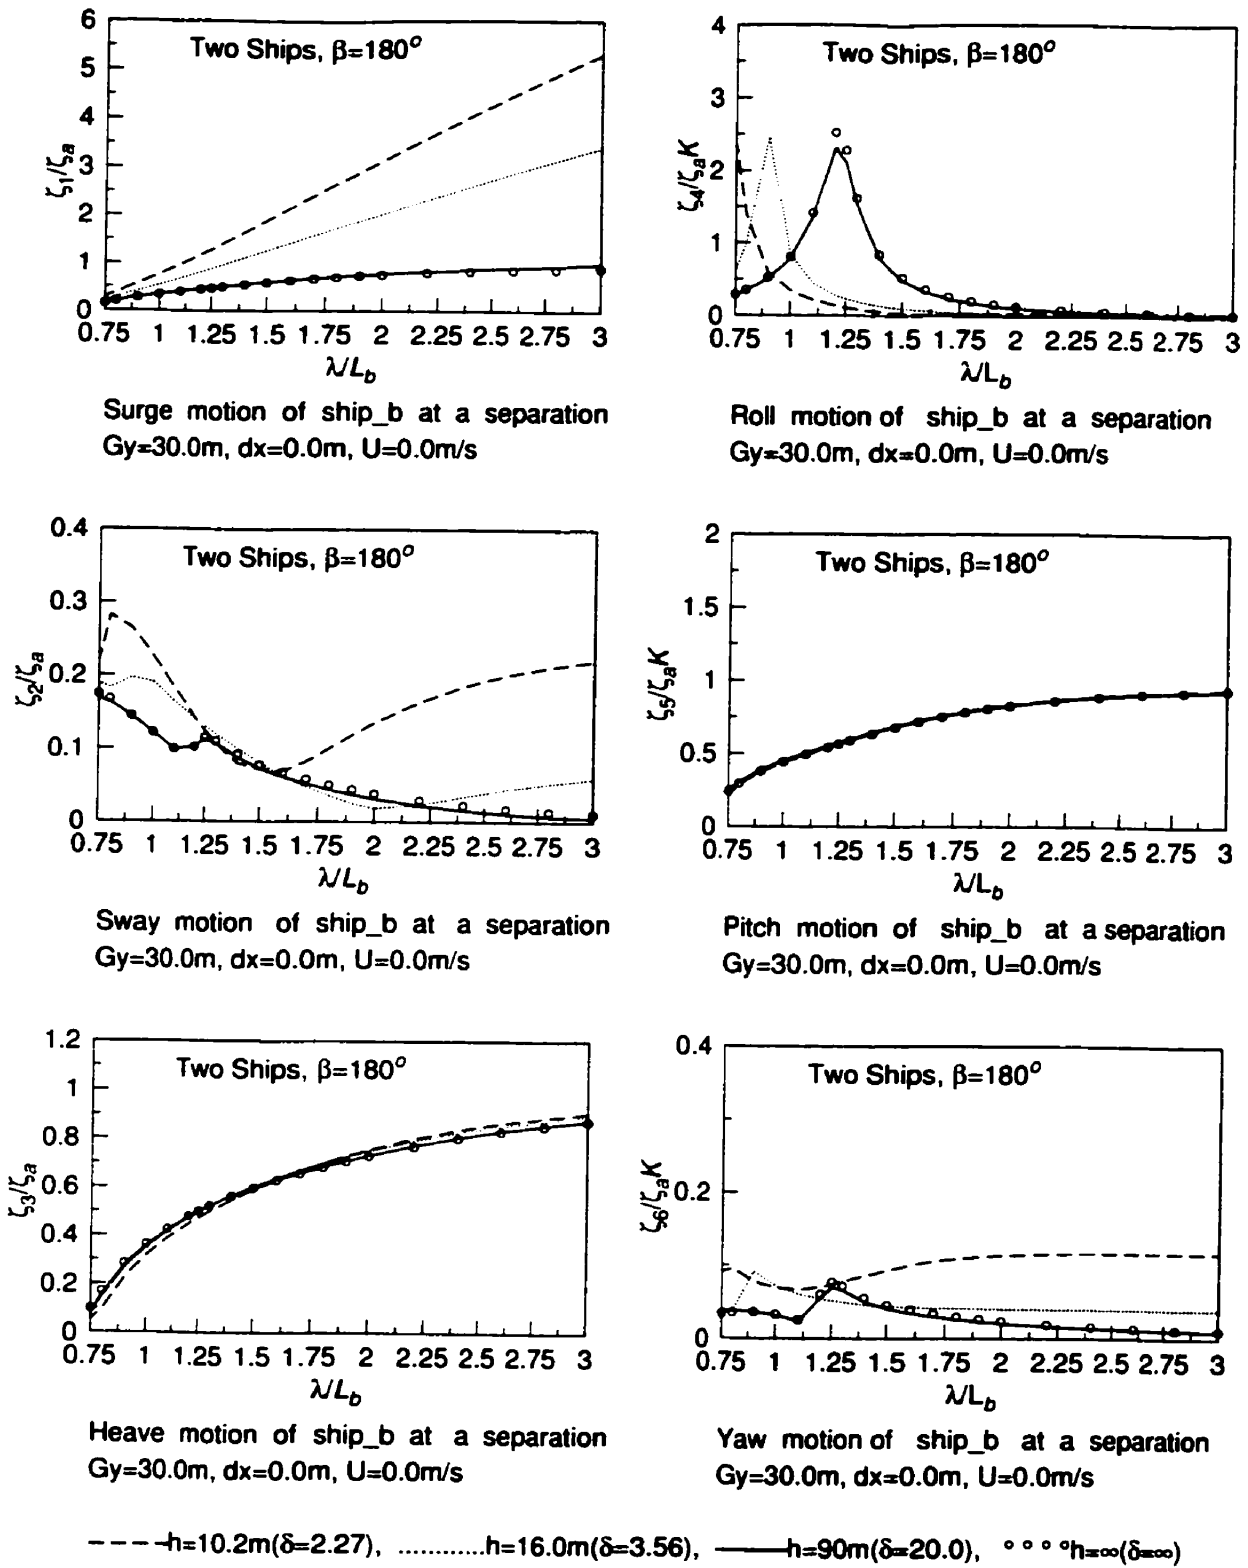 6
5
4
3
2
1
0
ζ1/ζa
Two Ships, β=180°
0.75 1 1.25 1.5 1.75 2 2.25 2.5 2.75 3
λ/Lb
Surge motion of ship_b at a separation
Gy=30.0m, dx=0.0m, U=0.0m/s
4
3
2
1
0
ζ4/ζaK
Two Ships, β=180°
0.75 1 1.25 1.5 1.75 2 2.25 2.5 2.75 3
λ/Lb
Roll motion of ship_b at a separation
Gy=30.0m, dx=0.0m, U=0.0m/s
0.4
0.3
0.2
0.1
0
ζ2/ζa
Two Ships, β=180°
0.75 1 1.25 1.5 1.75 2 2.25 2.5 2.75 3
λ/Lb
Sway motion of ship_b at a separation
Gy=30.0m, dx=0.0m, U=0.0m/s
2
1.5
1
0.5
0
ζ5/ζaK
Two Ships, β=180°
0.75 1 1.25 1.5 1.75 2 2.25 2.5 2.75 3
λ/Lb
Pitch motion of ship_b at a separation
Gy=30.0m, dx=0.0m, U=0.0m/s
1.2
1
0.8
0.6
0.4
0.2
0
ζ3/ζa
Two Ships, β=180°
0.75 1 1.25 1.5 1.75 2 2.25 2.5 2.75 3
λ/Lb
Heave motion of ship_b at a separation
Gy=30.0m, dx=0.0m, U=0.0m/s
0.4
0.2
0
ζ6/ζaK
Two Ships, β=180°
0.75 1 1.25 1.5 1.75 2 2.25 2.5 2.75 3
λ/Lb
Yaw motion of ship_b at a separation
Gy=30.0m, dx=0.0m, U=0.0m/s
h=10.2m(δ=2.27), ...........h=16.0m(δ=3.56), h=90m(δ=20.0), h=∞(δ=∞)